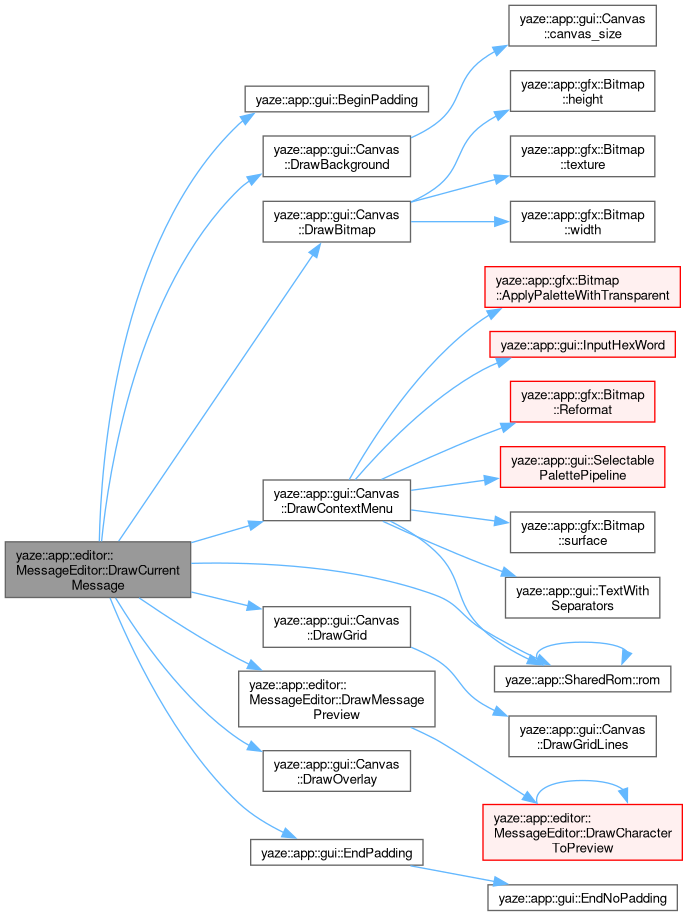 yaze::app::gui::Canvas
::canvas_size
yaze::app::gui::BeginPadding
yaze::app::gfx::Bitmap
::height
yaze::app::gui::Canvas
::DrawBackground
yaze::app::gfx::Bitmap
::texture
yaze::app::gui::Canvas
::DrawBitmap
yaze::app::gfx::Bitmap
::width
yaze::app::gfx::Bitmap
::ApplyPaletteWithTransparent
yaze::app::gui::InputHexWord
yaze::app::gfx::Bitmap
::Reformat
yaze::app::gui::Selectable
PalettePipeline
yaze::app::gui::Canvas
::DrawContextMenu
yaze::app::gfx::Bitmap
::surface
yaze::app::editor::
MessageEditor::DrawCurrent
Message
yaze::app::gui::TextWith
Separators
yaze::app::gui::Canvas
::DrawGrid
yaze::app::SharedRom::rom
yaze::app::editor::
MessageEditor::DrawMessage
Preview
yaze::app::gui::Canvas
::DrawGridLines
yaze::app::gui::Canvas
::DrawOverlay
yaze::app::editor::
MessageEditor::DrawCharacter
ToPreview
yaze::app::gui::EndPadding
yaze::app::gui::EndNoPadding